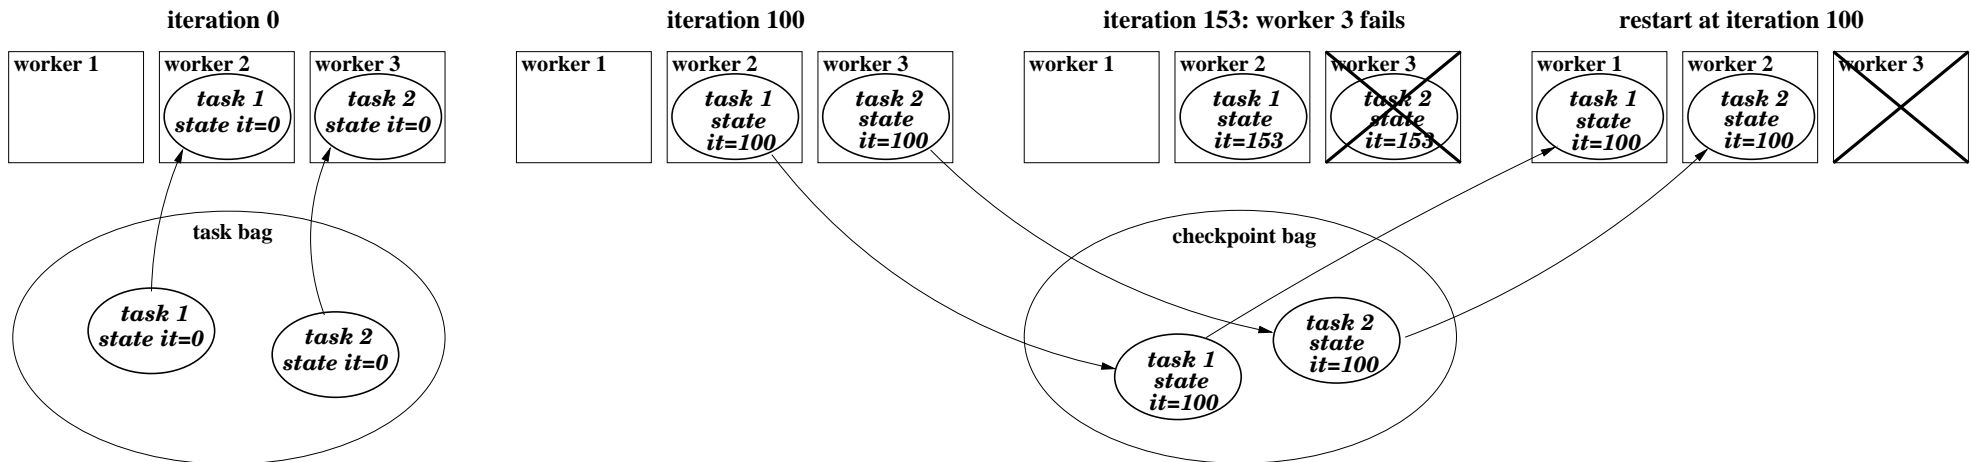 iteration 0
worker 1
worker 2
task 1
state it=0
worker 3
task 2
state it=0
task bag
task 1
state it=0
task 2
state it=0
iteration 100
worker 1
worker 2
task 1
state
it=100
worker 3
task 2
state
it=100
iteration 153: worker 3 fails
worker 1
worker 2
task 1
state
it=153
worker 3
task 2
state
it=153
checkpoint bag
task 1
state
it=100
task 2
state
it=100
restart at iteration 100
worker 1
task 1
state
it=100
worker 2
task 2
state
it=100
worker 3